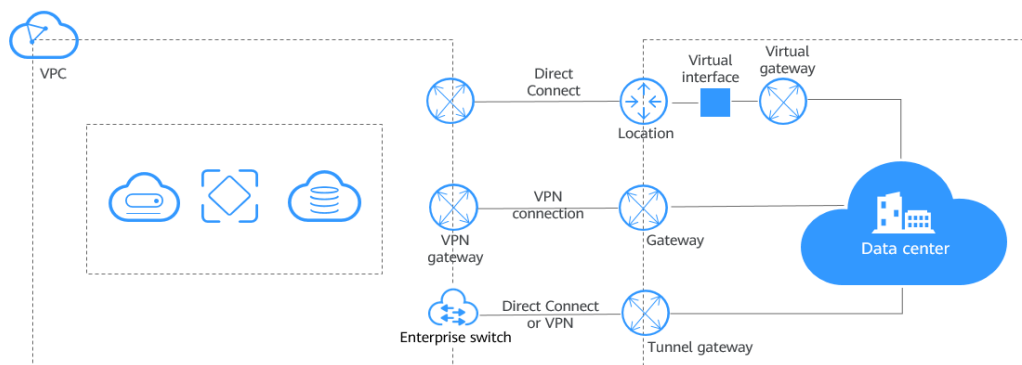 VPC
Direct
Connect
Location
Virtual
interface
Virtual
gateway
VPN
gateway
VPN
connection
Gateway
Data center
Enterprise switch
Direct Connect
or VPN
Tunnel gateway